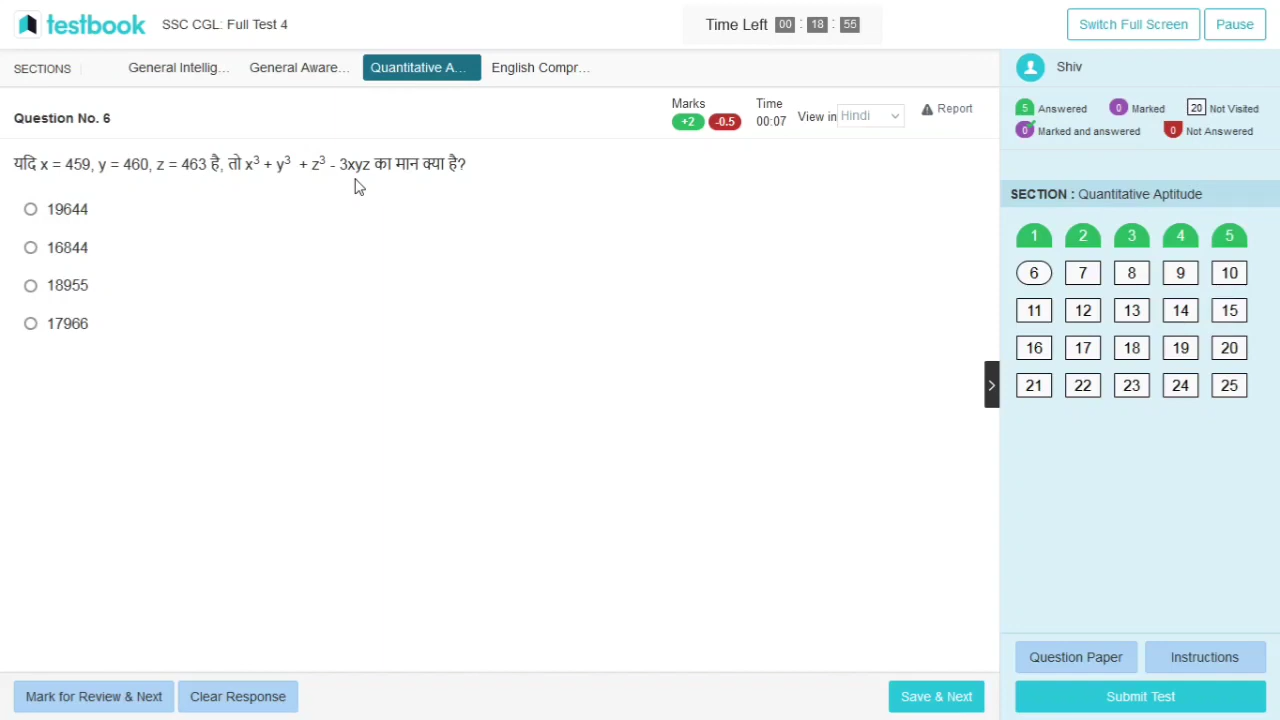 testbook SSC CGL: Full Test 4 Time Left 00 : 18 : 55 Switch Full Screen Pause
SECTIONS General Intellig... General Aware... Quantitative A... English Compr... Shiv
Question No. 6 Marks +2 -0.5 Time 00:07 View in Hindi Report
5 Answered 0 Marked 20 Not Visited
0 Marked and answered 0 Not Answered
यदि x = 459, y = 460, z = 463 है, तो x³ + y³ + z³ - 3xyz का मान क्या है?
19644
16844
18955
17966
SECTION : Quantitative Aptitude
1 2 3 4 5
6 7 8 9 10
11 12 13 14 15
16 17 18 19 20
21 22 23 24 25
>
Question Paper Instructions
Mark for Review & Next Clear Response Save & Next Submit Test